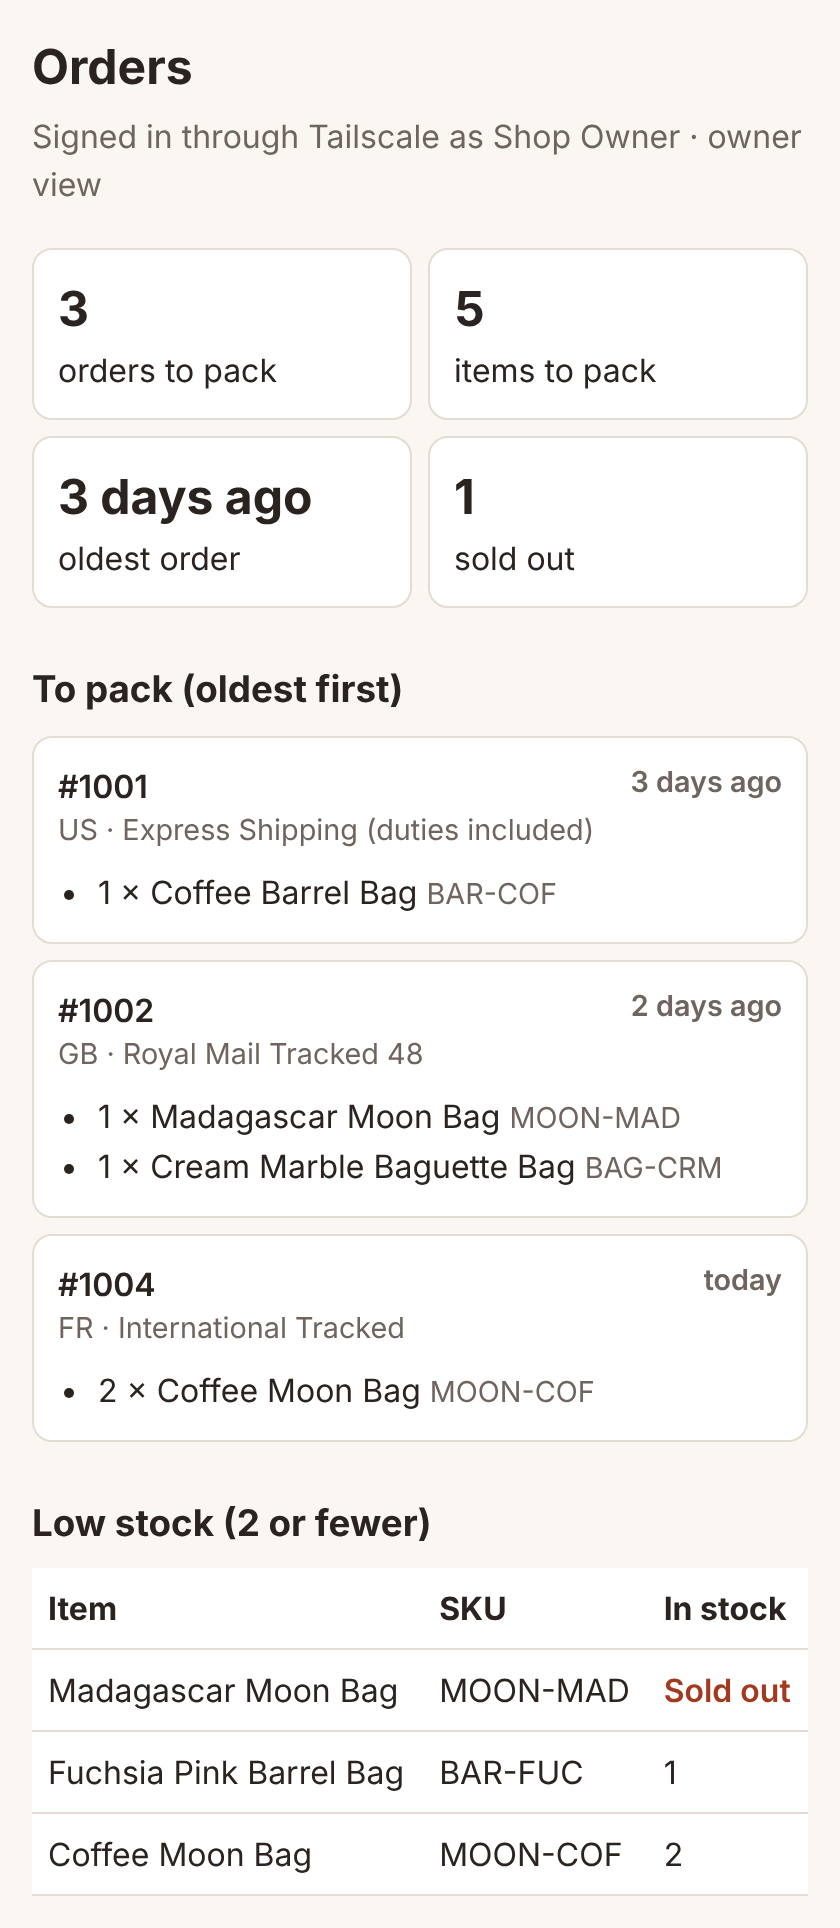 Orders
Signed in through Tailscale as Shop Owner · owner
view
3
orders to pack
5
items to pack
3 days ago
oldest order
1
sold out
To pack (oldest first)
#1001
3 days ago
US · Express Shipping (duties included)
• 1 × Coffee Barrel Bag BAR-COF
#1002
2 days ago
GB · Royal Mail Tracked 48
• 1 × Madagascar Moon Bag MOON-MAD
• 1 × Cream Marble Baguette Bag BAG-CRM
#1004
today
FR · International Tracked
• 2 × Coffee Moon Bag MOON-COF
Low stock (2 or fewer)
Item SKU In stock
Madagascar Moon Bag MOON-MAD Sold out
Fuchsia Pink Barrel Bag BAR-FUC 1
Coffee Moon Bag MOON-COF 2